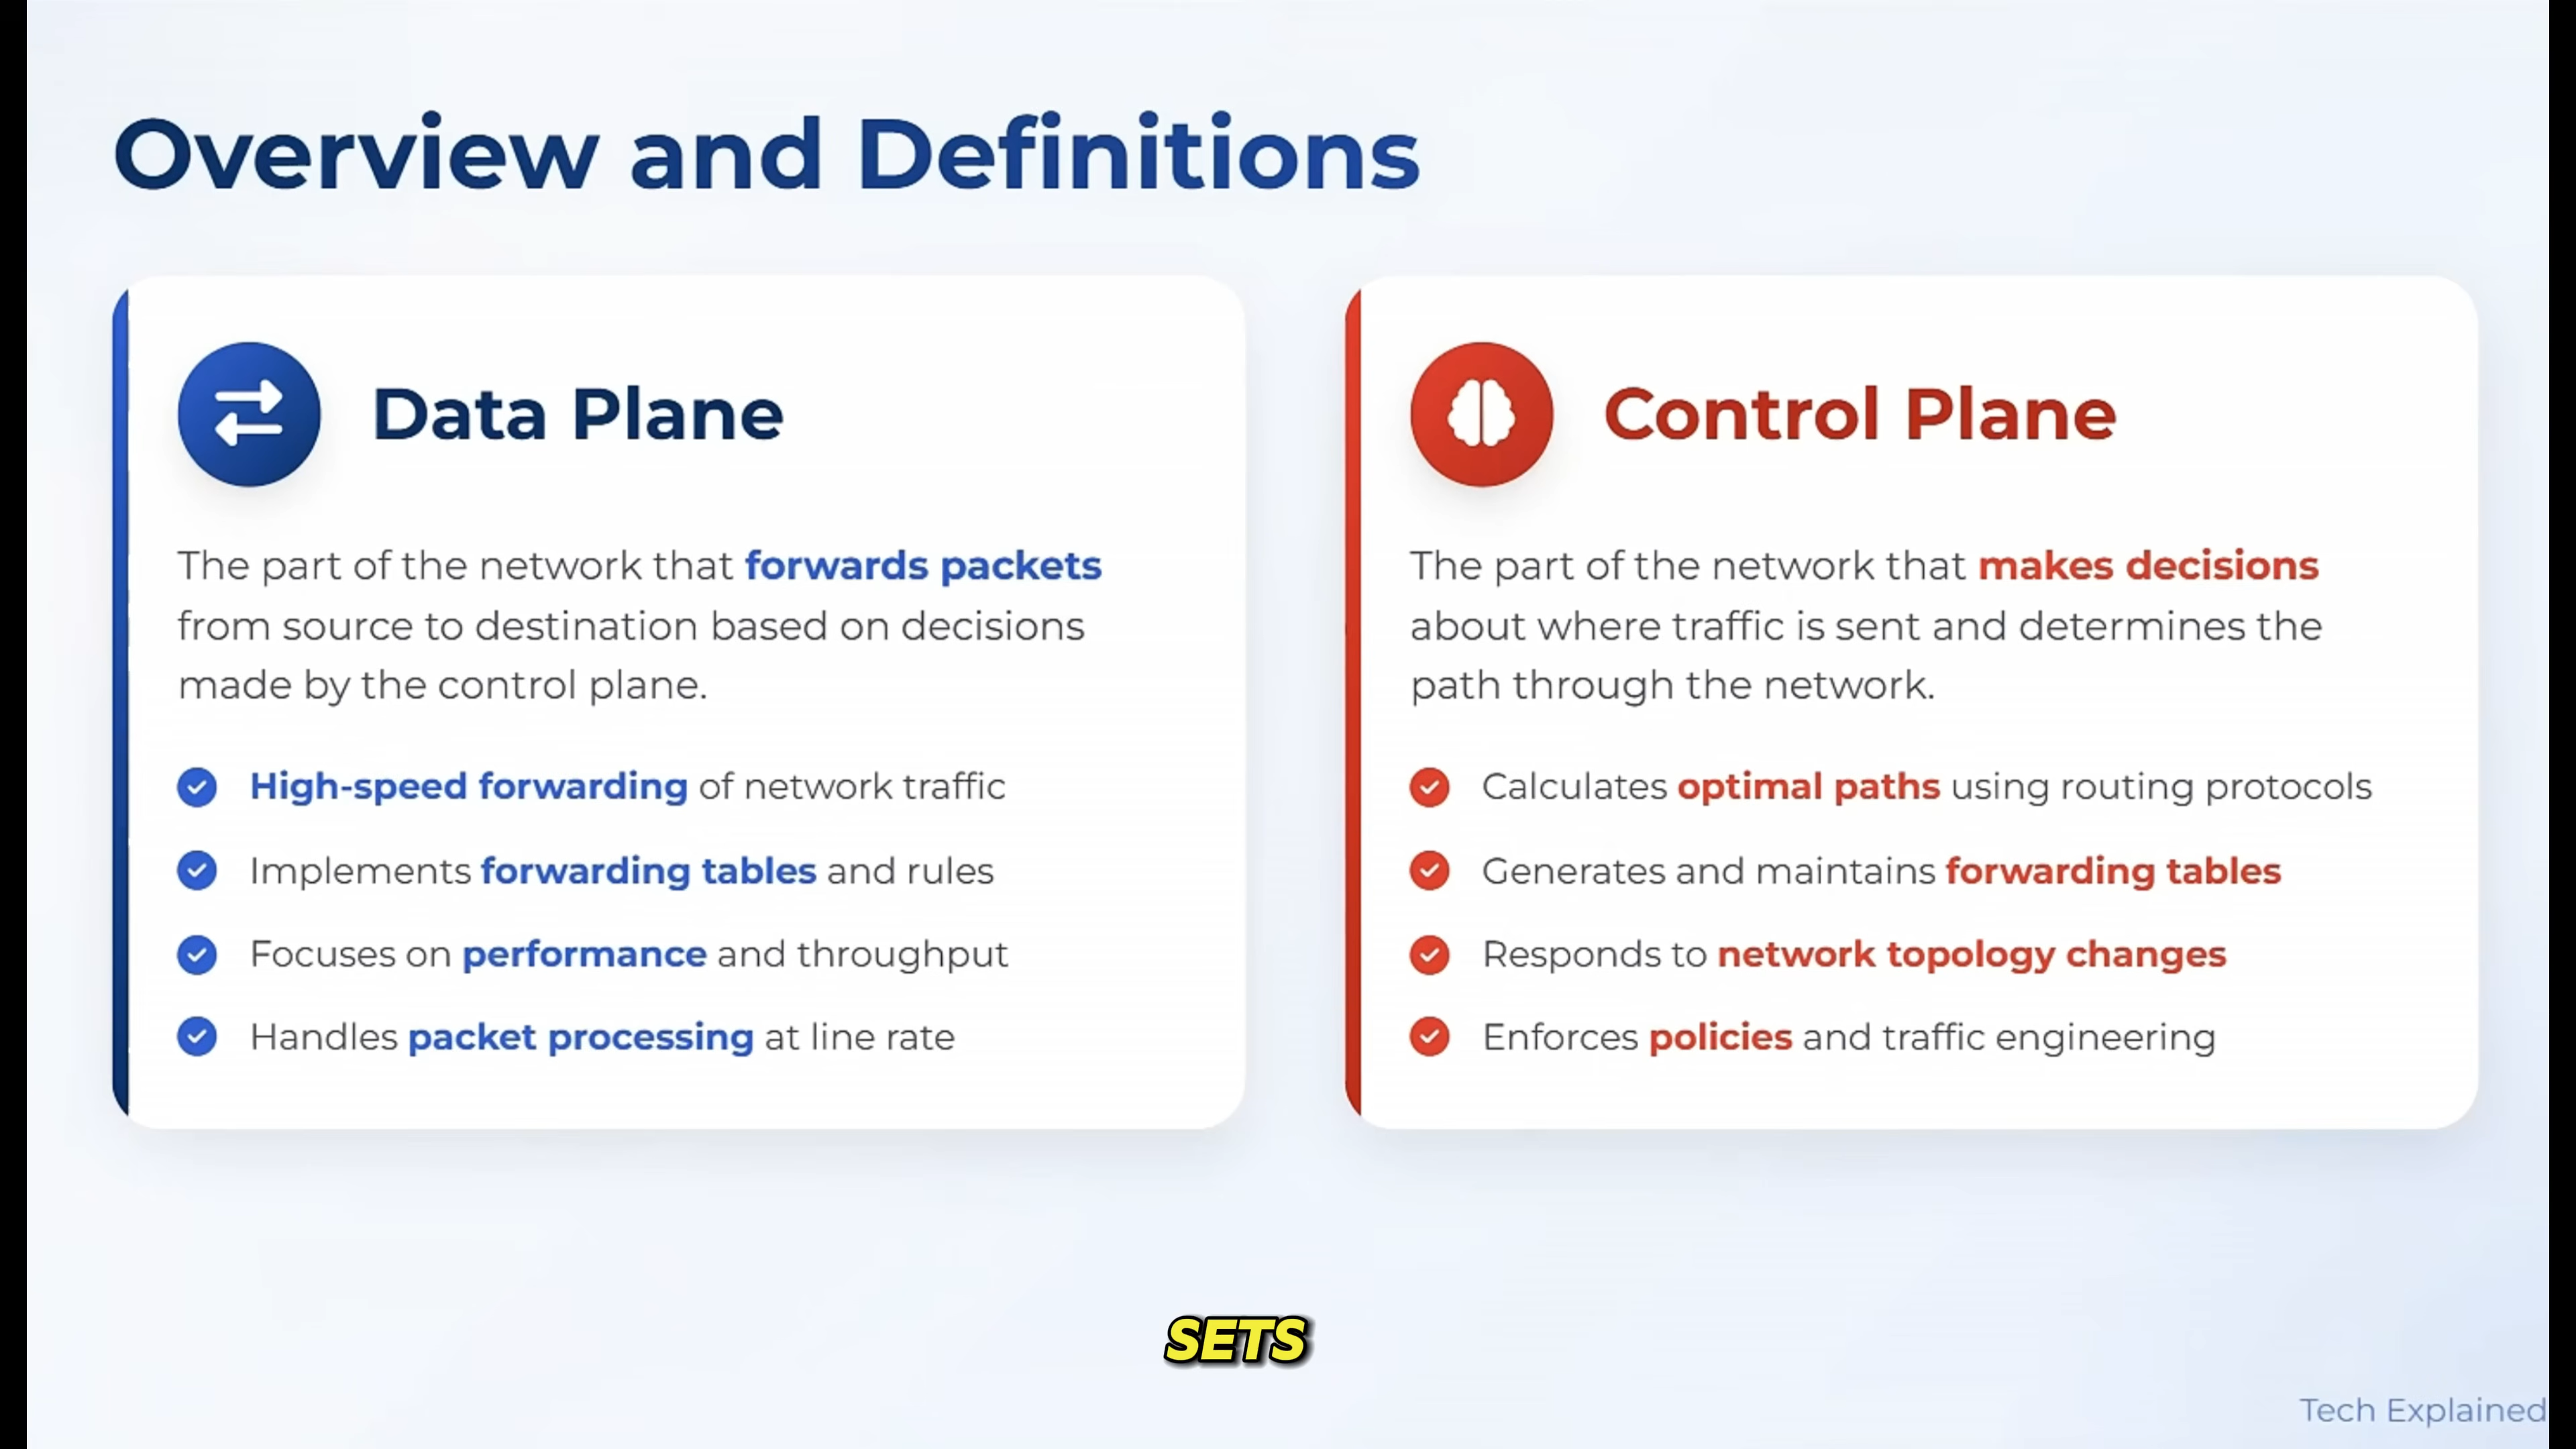 Overview and Definitions
Data Plane
The part of the network that forwards packets
from source to destination based on decisions
made by the control plane.
High-speed forwarding of network traffic
Implements forwarding tables and rules
Focuses on performance and throughput
Handles packet processing at line rate
Control Plane
The part of the network that makes decisions
about where traffic is sent and determines the
path through the network.
Calculates optimal paths using routing protocols
Generates and maintains forwarding tables
Responds to network topology changes
Enforces policies and traffic engineering
SETS
Tech Explained